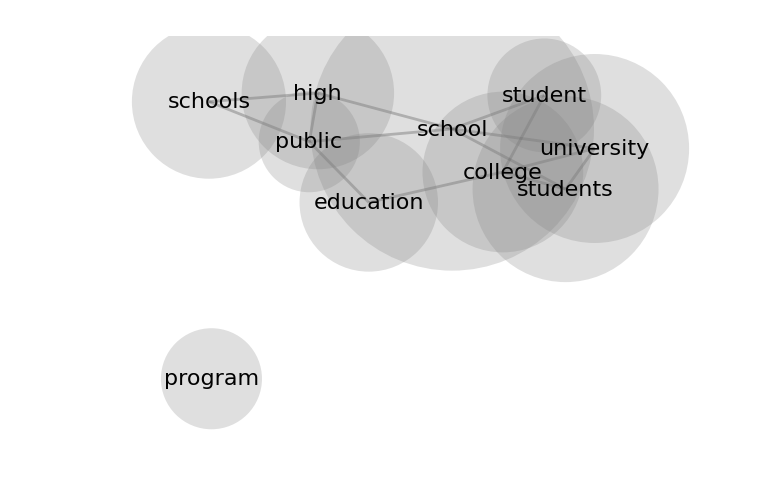 high
student
schools
school
public
university
college
students
education
program